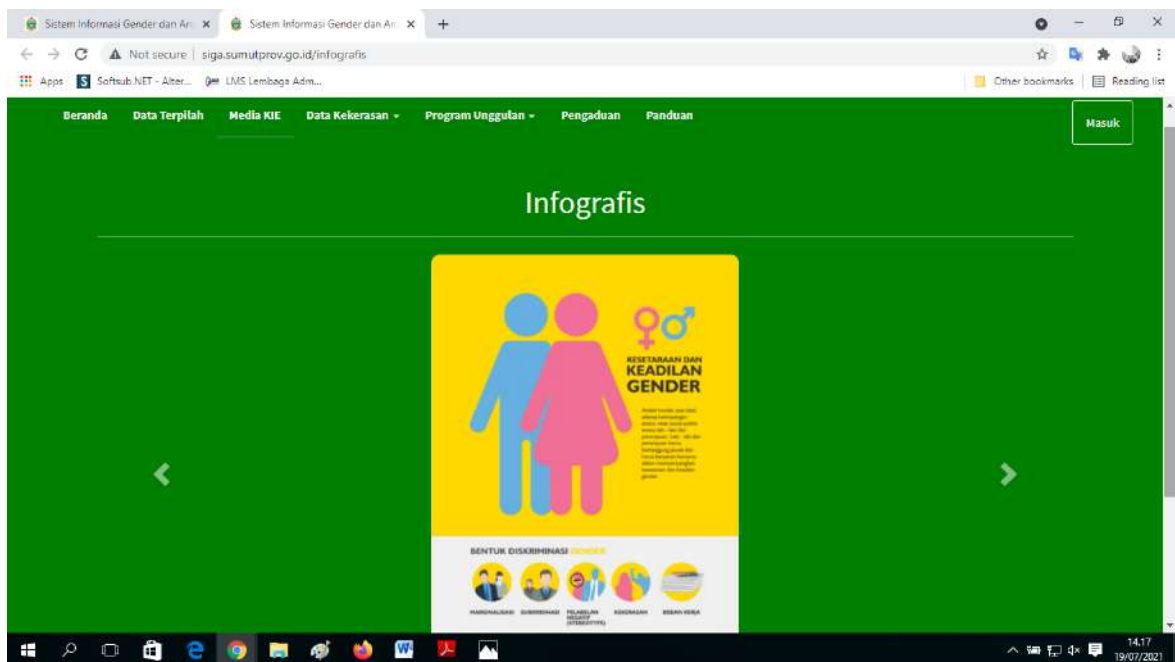 Sistem Informasi Gender dan An
Sistem Informasi Gender dan An
Not secure
siga.sumutprov.go.id/infografis
Apps
Softsub.NET - Alter...
LMS Lembaga Adm...
Other bookmarks
Reading list
Beranda
Data Terpilah
Media KIE
Data Kekerasan
Program Unggulan
Pengaduan
Panduan
Masuk
Infografis
KESETARAAN DAN
KEADILAN
GENDER
BENTUK DISKRIMINASI GENDER
MARGINALISASI
SUBORDINASI
PELABELAN
NEGATIF
(STEREOTYPE)
KEKERASAN
BEBAN KERJA
14.17
19/07/2021